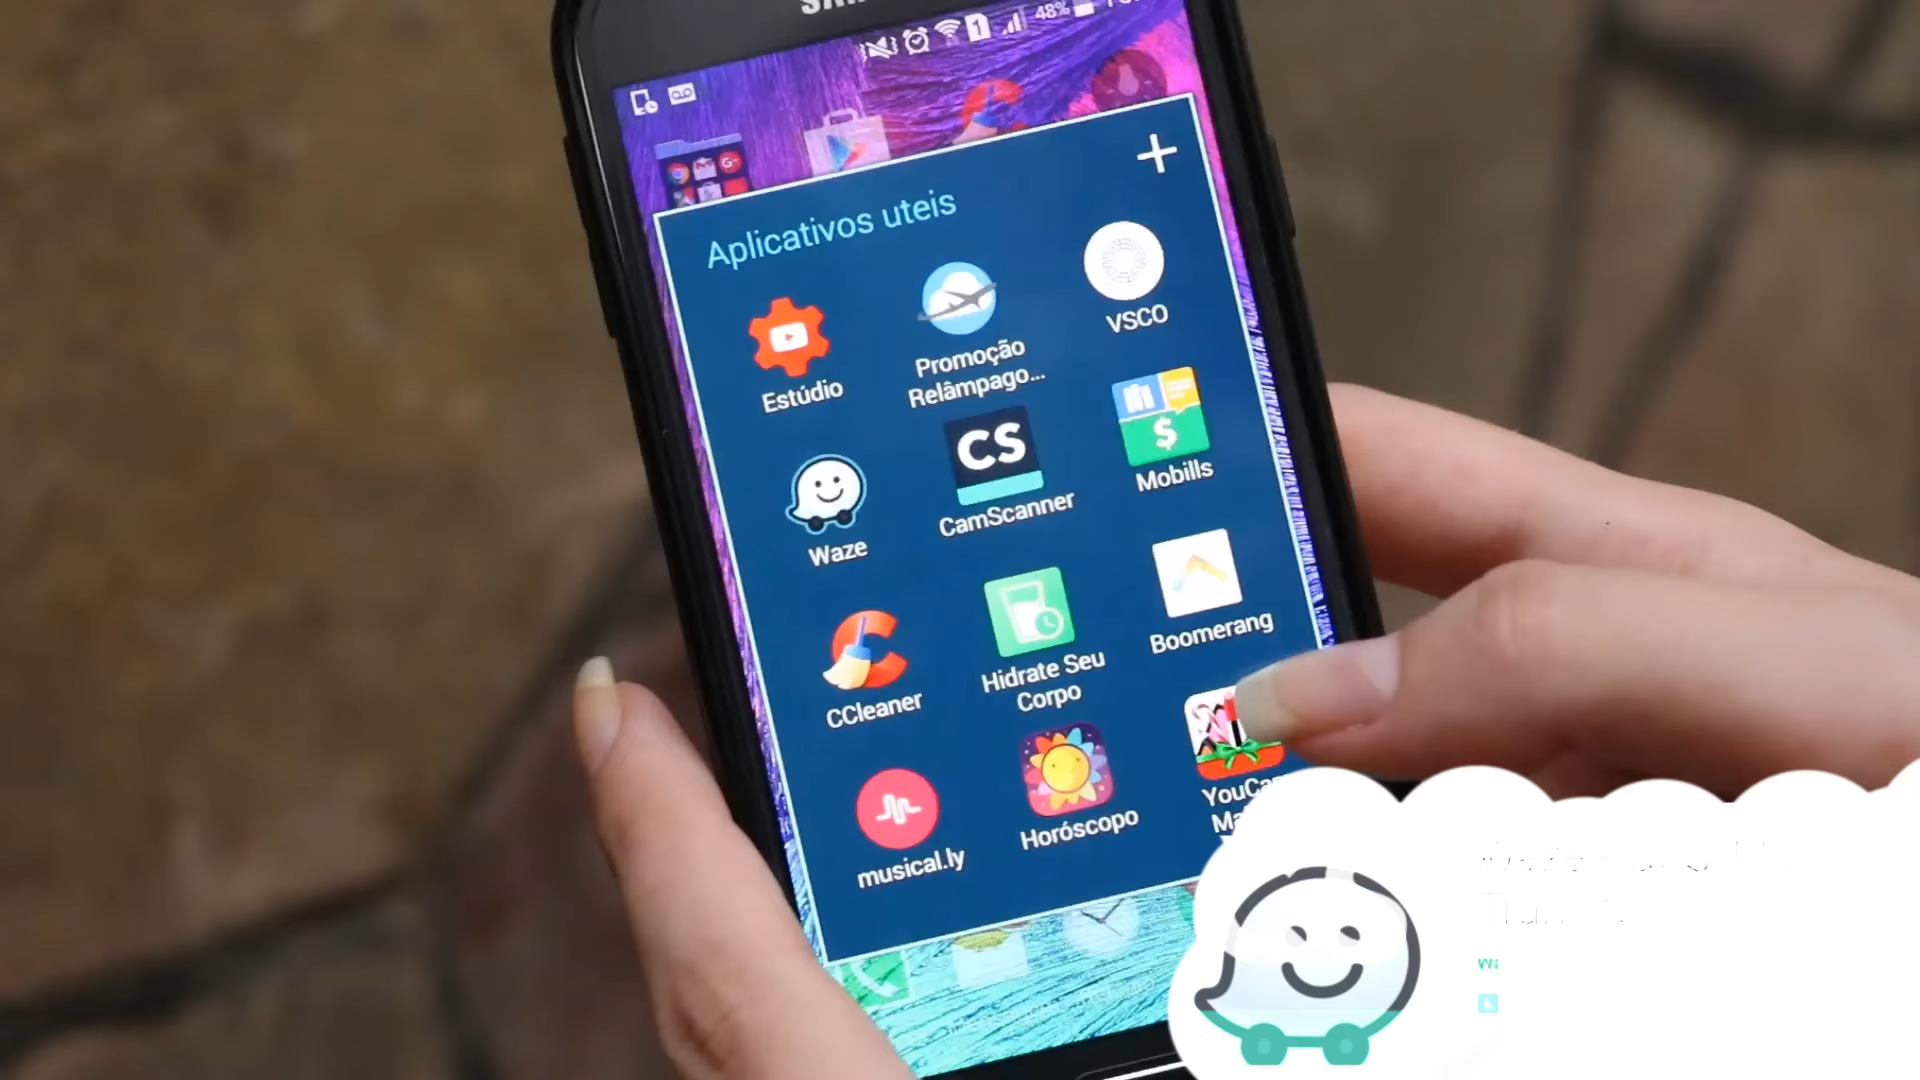 48%
Aplicativos uteis
Estúdio
Promoção
Relâmpago...
VSCO
Waze
CS
CamScanner
$
Mobills
CCleaner
Hidrate Seu
Corpo
Boomerang
musical.ly
Horóscopo